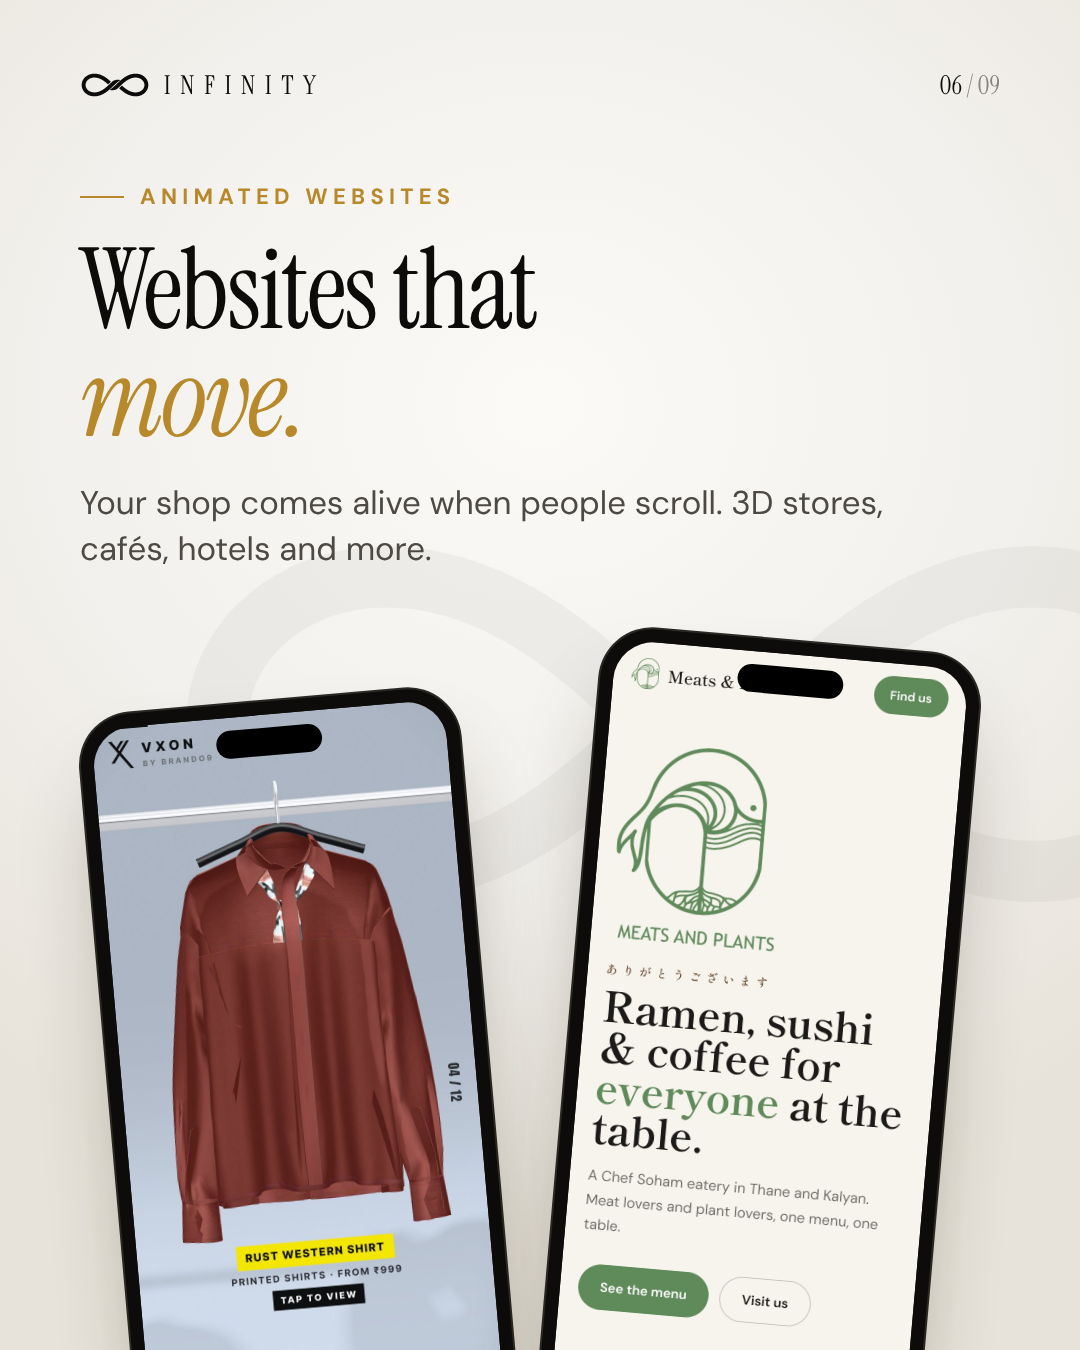 INFINITY
06 / 09
ANIMATED WEBSITES
Websites that
move.
Your shop comes alive when people scroll. 3D stores,
cafés, hotels and more.
VXON
BY BRANDO9
04 / 12
RUST WESTERN SHIRT
PRINTED SHIRTS · FROM ₹999
TAP TO VIEW
Meats &
Find us
MEATS AND PLANTS
ありがとうございます
Ramen, sushi
& coffee for
everyone at the
table.
A Chef Soham eatery in Thane and Kalyan.
Meat lovers and plant lovers, one menu, one
table.
See the menu
Visit us